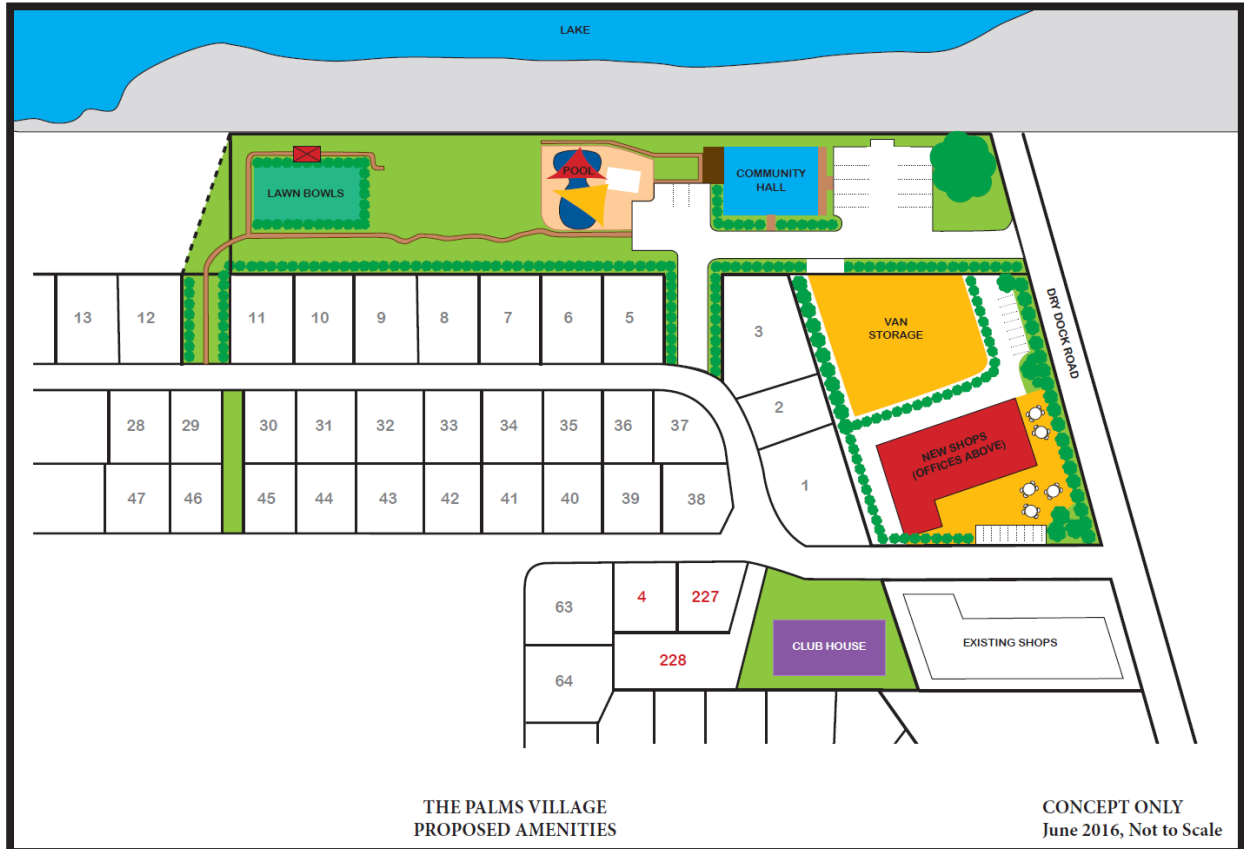 LAKE
POOL
COMMUNITY
HALL
LAWN BOWLS
DRY DOCK ROAD
13
12
11
10
9
8
7
6
5
3
VAN
STORAGE
2
28
29
30
31
32
33
34
35
36
37
NEW SHOPS
(OFFICES ABOVE)
1
47
46
45
44
43
42
41
40
39
38
63
4
227
CLUB HOUSE
EXISTING SHOPS
228
64
THE PALMS VILLAGE
PROPOSED AMENITIES
CONCEPT ONLY
June 2016, Not to Scale